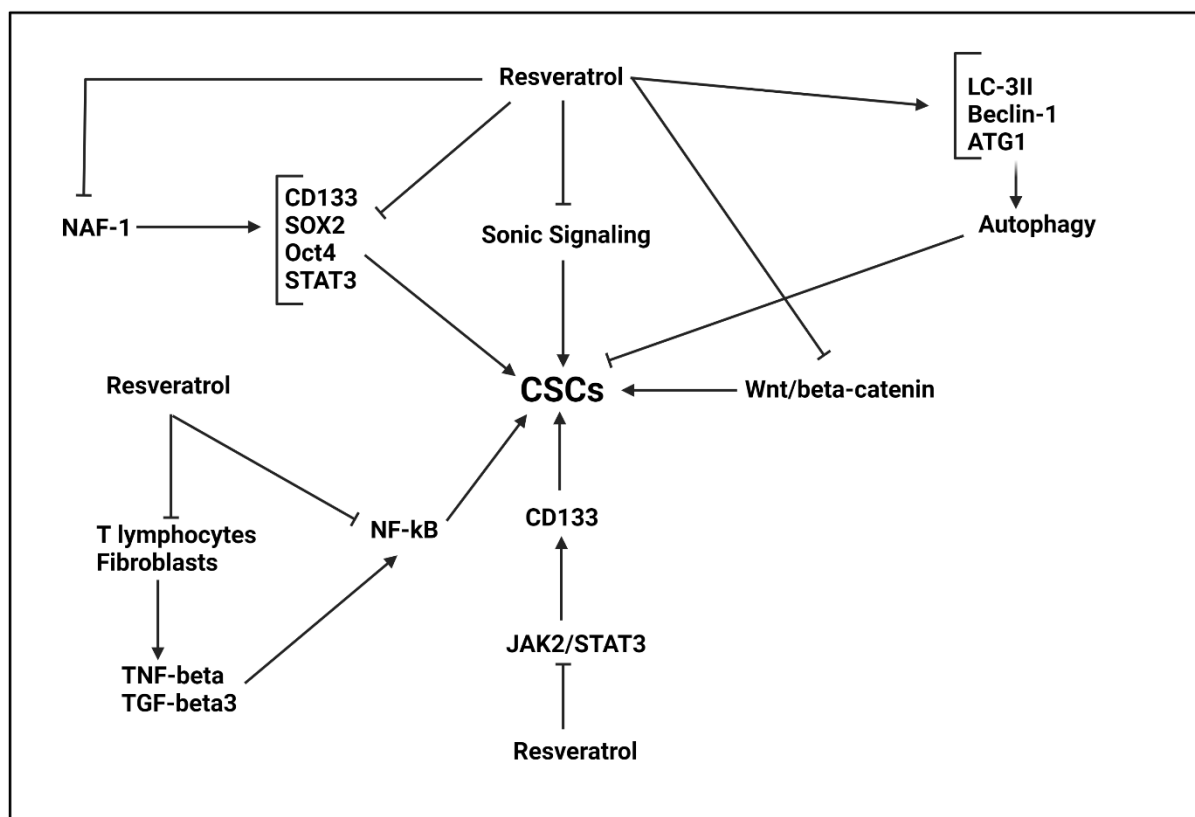 Resveratrol
LC-3II
Beclin-1
ATG1
CD133
SOX2
Oct4
STAT3
NAF-1
Sonic Signaling
Autophagy
Resveratrol
CSCs
Wnt/beta-catenin
T lymphocytes
Fibroblasts
NF-kB
CD133
TNF-beta
TGF-beta3
JAK2/STAT3
Resveratrol